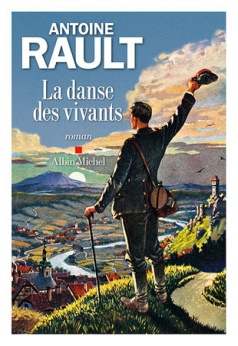 ANTOINE
RAULT
La danse
des vivants
roman
Albin Michel